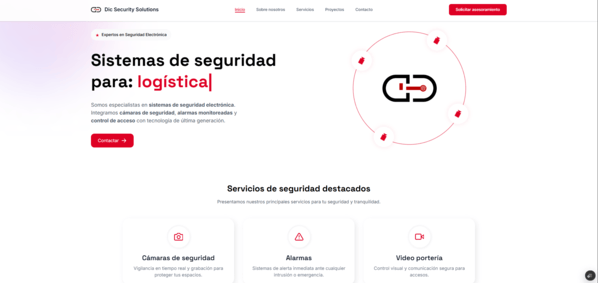 Dic Security Solutions
Inicio
Sobre nosotros
Servicios
Proyectos
Contacto
Solicitar asesoramiento
Expertos en Seguridad Electrónica
Sistemas de seguridad
para: logística|
Somos especialistas en sistemas de seguridad electrónica.
Integramos cámaras de seguridad, alarmas monitoreadas y
control de acceso con tecnología de última generación.
Contactar →
Servicios de seguridad destacados
Presentamos nuestros principales servicios para tu seguridad y tranquilidad.
Cámaras de seguridad
Vigilancia en tiempo real y grabación para
proteger tus espacios.
Alarmas
Sistemas de alerta inmediata ante cualquier
intrusión o emergencia.
Video portería
Control visual y comunicación segura para
accesos.